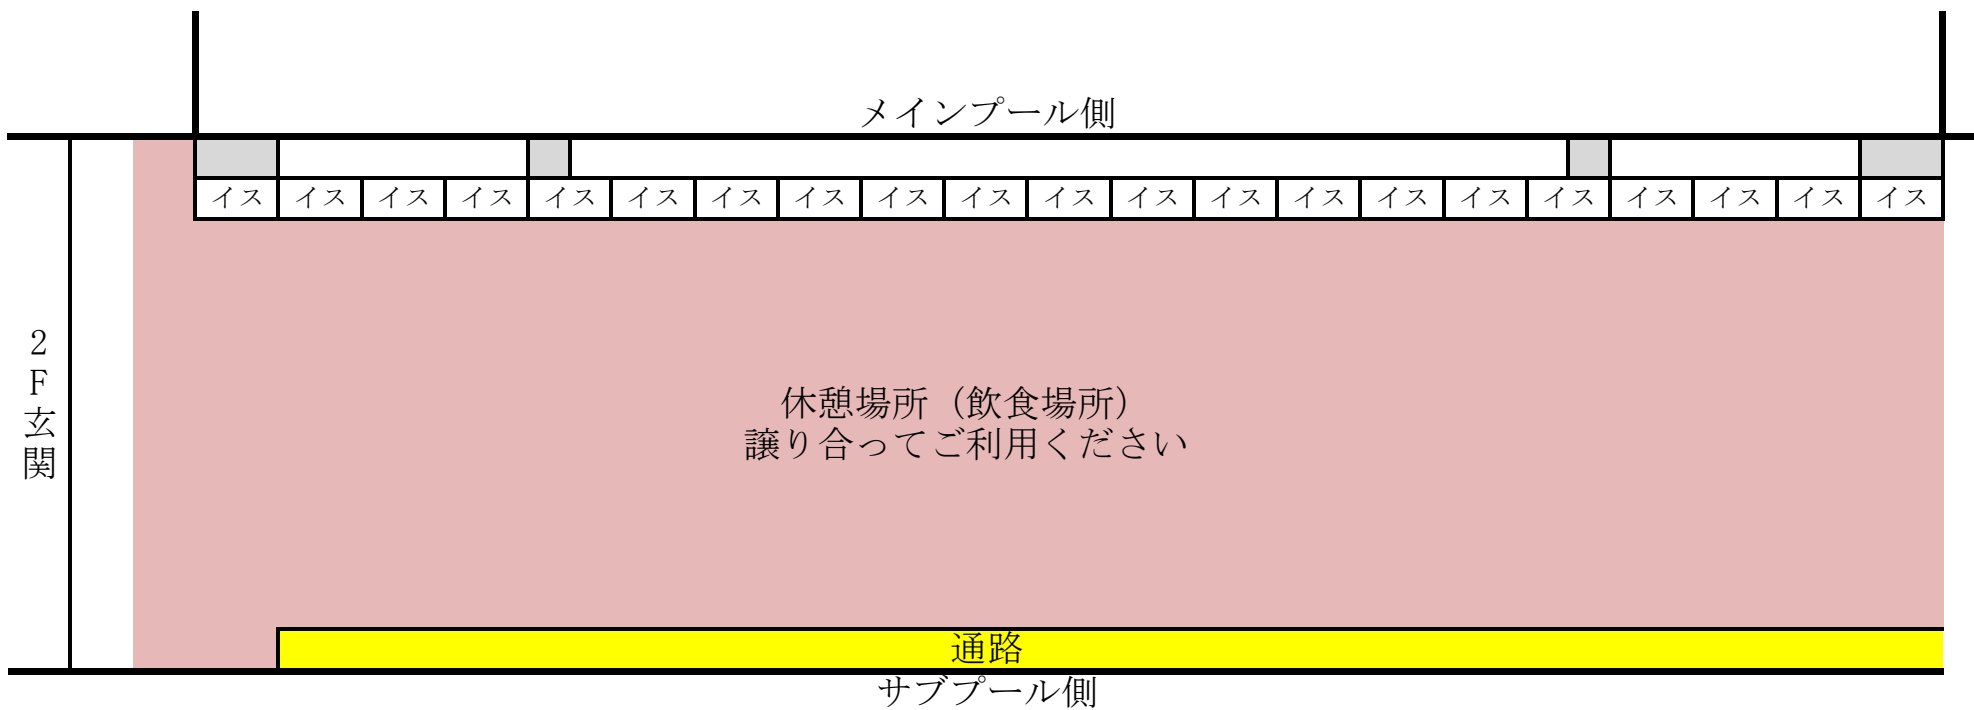 メインプール側
イス イス イス イス イス イス イス イス イス イス イス イス イス イス イス イス イス イス イス イス イス
2F玄関
休憩場所（飲食場所）
譲り合ってご利用ください
通路
サブプール側